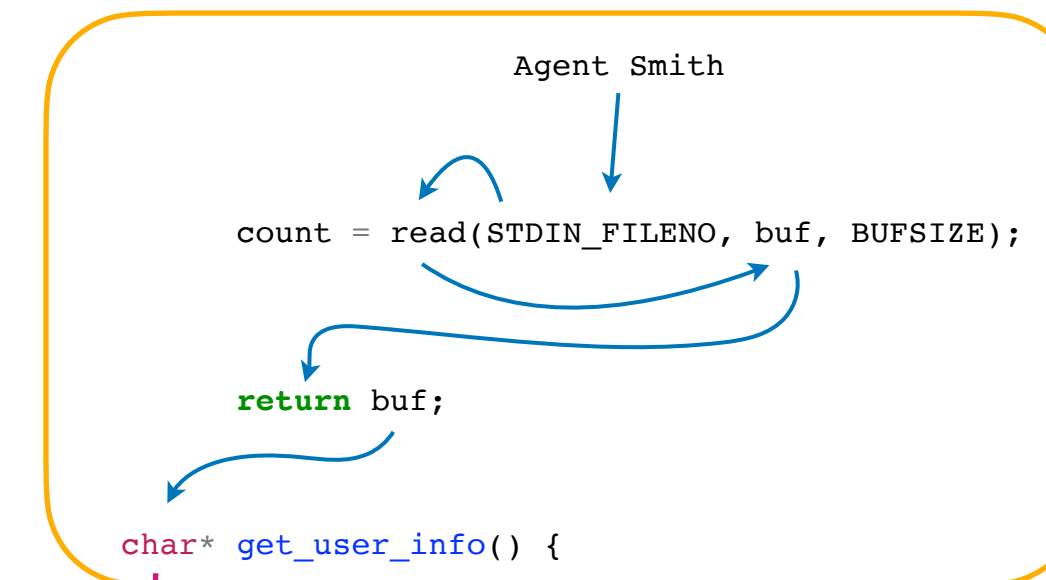 Agent Smith
count = read(STDIN_FILENO, buf, BUFSIZE);
return buf;
char* get_user_info() {